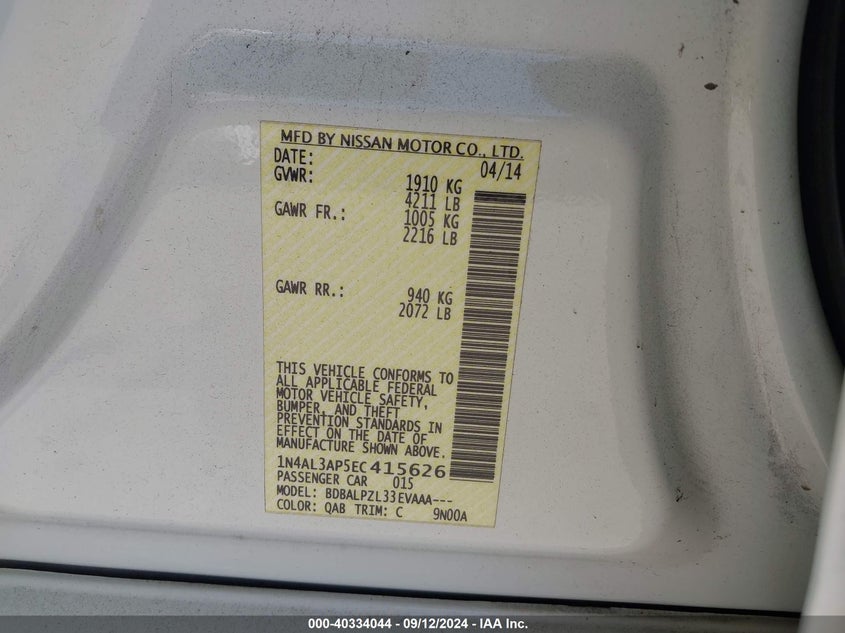 MFD BY NISSAN MOTOR CO., LTD.
DATE: 04/14
GVWR: 1910 KG
4211 LB
GAWR FR.: 1005 KG
2216 LB
GAWR RR.: 940 KG
2072 LB
THIS VEHICLE CONFORMS TO
ALL APPLICABLE FEDERAL
MOTOR VEHICLE SAFETY,
BUMPER, AND THEFT
PREVENTION STANDARDS IN
EFFECT ON THE DATE OF
MANUFACTURE SHOWN ABOVE.
1N4AL3AP5EC415626
PASSENGER CAR 015
MODEL: BDBALPZL33EVAAA---
COLOR: QAB TRIM: C 9N00A
000-40334044 - 09/12/2024 - IAA Inc.